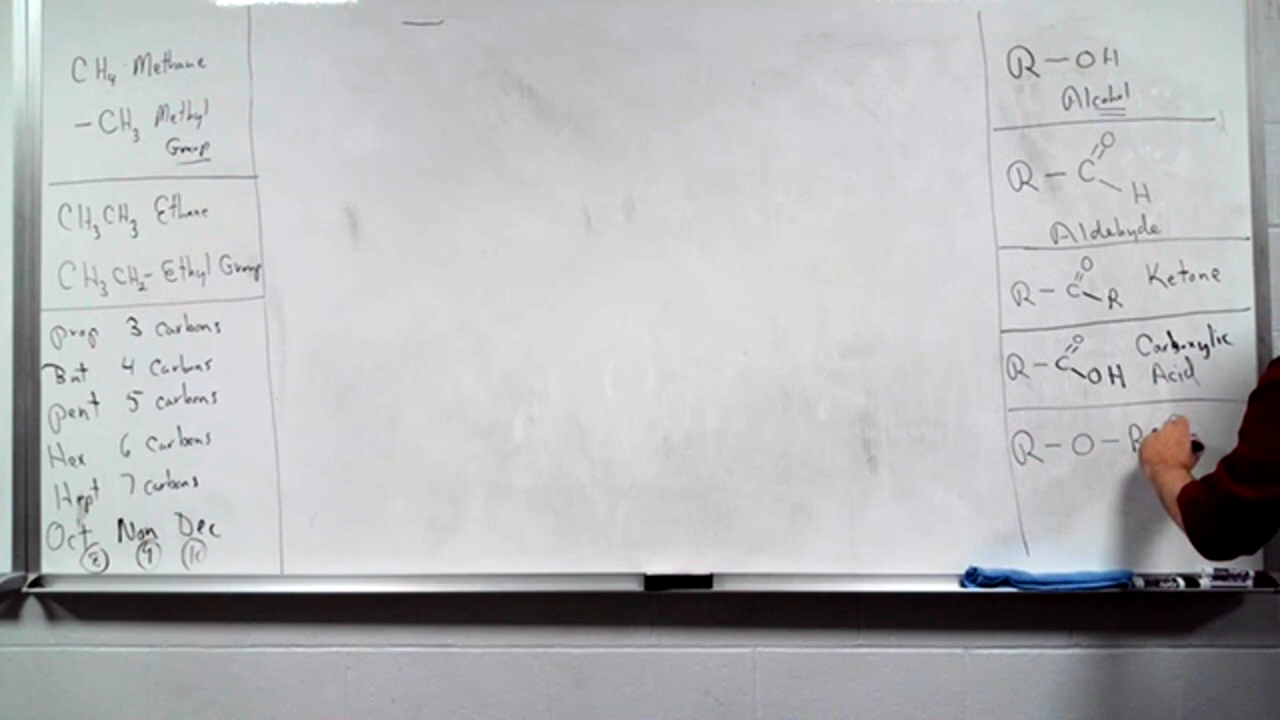 CH4 Methane
-CH3 Methyl
Group
CH3CH3 Ethane
CH3CH2- Ethyl Group
Prop 3 carbons
But 4 carbons
Pent 5 carbons
Hex 6 carbons
Hept 7 carbons
Oct Non Dec
8 9 10
R-OH
Alcohol
O
R-C
H
Aldehyde
O
R-C-R Ketone
O
R-C-OH Carboxylic
Acid
R-O-R